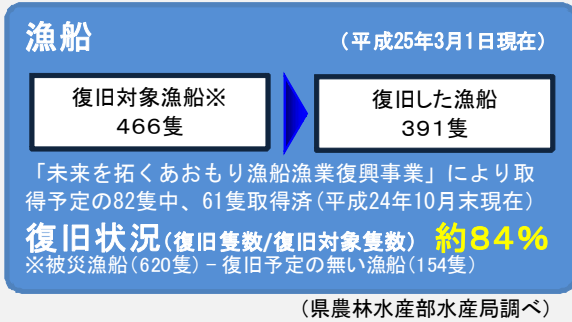 漁船
（平成25年3月1日現在）
復旧対象漁船※
466隻
復旧した漁船
391隻
「未来を拓くあおもり漁船漁業復興事業」により取
得予定の82隻中、61隻取得済(平成24年10月末現在)
復旧状況(復旧隻数/復旧対象隻数) 約84%
※被災漁船(620隻)－復旧予定の無い漁船(154隻)
(県農林水産部水産局調べ)